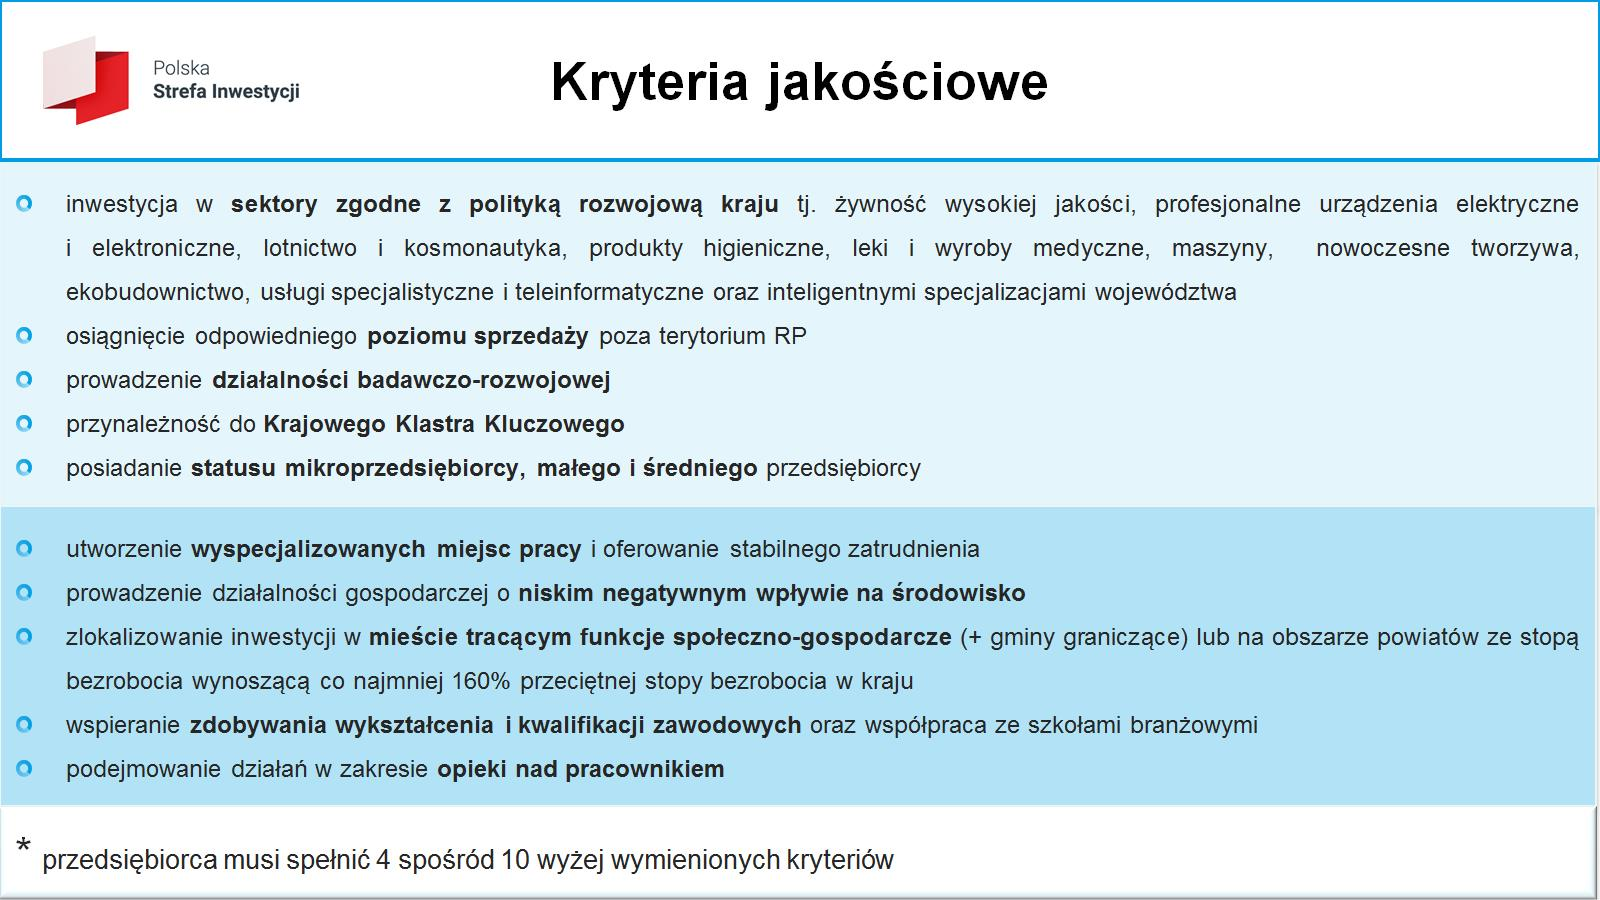 Polska
Strefa Inwestycji
Kryteria jakościowe
inwestycja w sektory zgodne z polityką rozwojową kraju tj. żywność wysokiej jakości, profesjonalne urządzenia elektryczne
i elektroniczne, lotnictwo i kosmonautyka, produkty higieniczne, leki i wyroby medyczne, maszyny, nowoczesne tworzywa,
ekobudownictwo, usługi specjalistyczne i teleinformatyczne oraz inteligentnymi specjalizacjami województwa
osiągnięcie odpowiedniego poziomu sprzedaży poza terytorium RP
prowadzenie działalności badawczo-rozwojowej
przynależność do Krajowego Klastra Kluczowego
posiadanie statusu mikroprzedsiębiorcy, małego i średniego przedsiębiorcy
utworzenie wyspecjalizowanych miejsc pracy i oferowanie stabilnego zatrudnienia
prowadzenie działalności gospodarczej o niskim negatywnym wpływie na środowisko
zlokalizowanie inwestycji w mieście tracącym funkcje społeczno-gospodarcze (+ gminy graniczące) lub na obszarze powiatów ze stopą
bezrobocia wynoszącą co najmniej 160% przeciętnej stopy bezrobocia w kraju
wspieranie zdobywania wykształcenia i kwalifikacji zawodowych oraz współpraca ze szkołami branżowymi
podejmowanie działań w zakresie opieki nad pracownikiem
* przedsiębiorca musi spełnić 4 spośród 10 wyżej wymienionych kryteriów